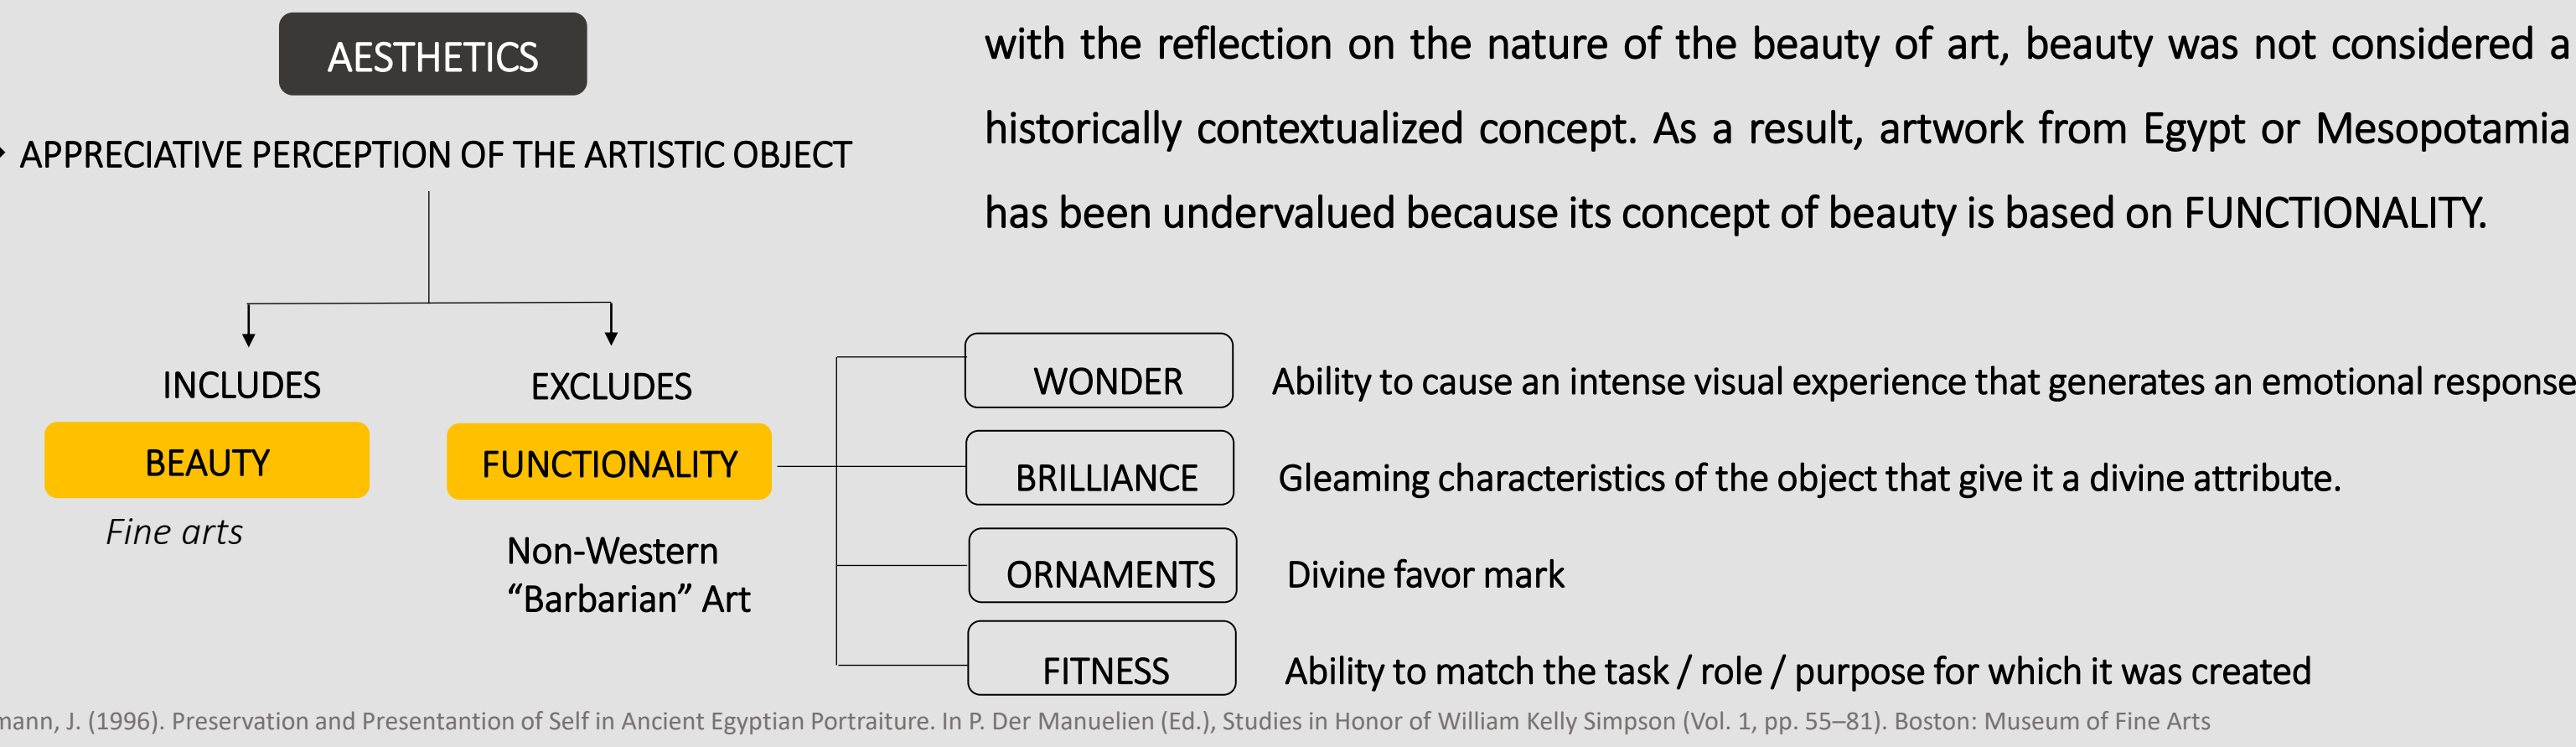 AESTHETICS
APPRECIATIVE PERCEPTION OF THE ARTISTIC OBJECT
with the reflection on the nature of the beauty of art, beauty was not considered a
historically contextualized concept. As a result, artwork from Egypt or Mesopotamia
has been undervalued because its concept of beauty is based on FUNCTIONALITY.
INCLUDES
BEAUTY
Fine arts
EXCLUDES
FUNCTIONALITY
Non-Western
“Barbarian” Art
WONDER
Ability to cause an intense visual experience that generates an emotional response
BRILLIANCE
Gleaming characteristics of the object that give it a divine attribute.
ORNAMENTS
Divine favor mark
FITNESS
Ability to match the task / role / purpose for which it was created
mann, J. (1996). Preservation and Presentantion of Self in Ancient Egyptian Portraiture. In P. Der Manuelien (Ed.), Studies in Honor of William Kelly Simpson (Vol. 1, pp. 55–81). Boston: Museum of Fine Arts